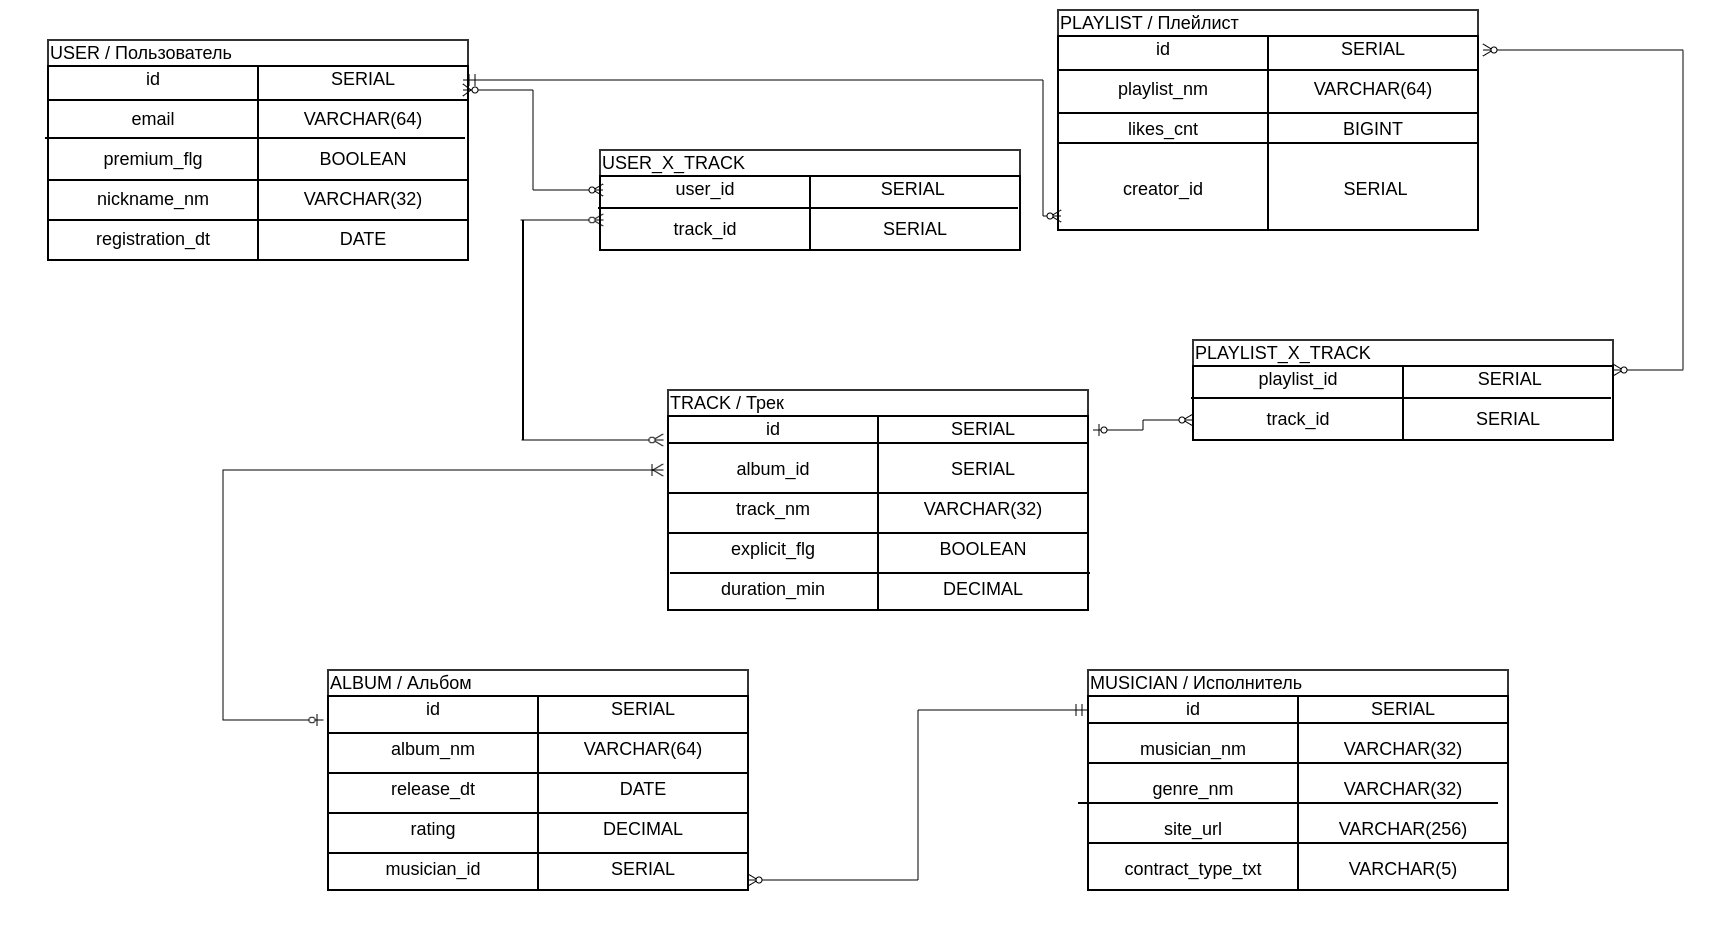 USER / Пользователь
id SERIAL
email VARCHAR(64)
premium_flg BOOLEAN
nickname_nm VARCHAR(32)
registration_dt DATE
USER_X_TRACK
user_id SERIAL
track_id SERIAL
PLAYLIST / Плейлист
id SERIAL
playlist_nm VARCHAR(64)
likes_cnt BIGINT
creator_id SERIAL
PLAYLIST_X_TRACK
playlist_id SERIAL
track_id SERIAL
TRACK / Трек
id SERIAL
album_id SERIAL
track_nm VARCHAR(32)
explicit_flg BOOLEAN
duration_min DECIMAL
ALBUM / Альбом
id SERIAL
album_nm VARCHAR(64)
release_dt DATE
rating DECIMAL
musician_id SERIAL
MUSICIAN / Исполнитель
id SERIAL
musician_nm VARCHAR(32)
genre_nm VARCHAR(32)
site_url VARCHAR(256)
contract_type_txt VARCHAR(5)